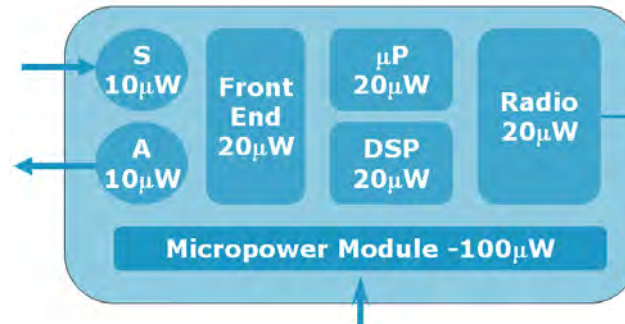 S
10μW
A
10μW
Front
End
20μW
μP
20μW
DSP
20μW
Radio
20μW
Micropower Module -100μW